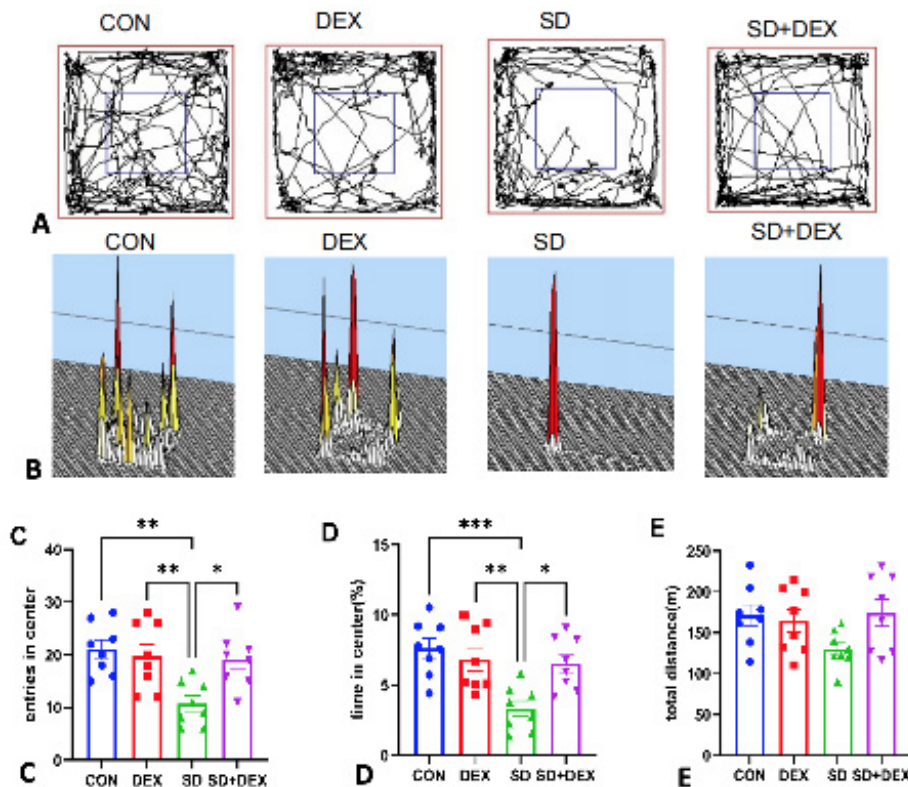 CON DEX SD SD+DEX
A
CON DEX SD SD+DEX
B
C
**
** *
entries in center
40
30
20
10
0
CON DEX SD SD+DEX
C
D
***
** *
time in center(%)
15
10
5
0
CON DEX SD SD+DEX
D
E
total distance(m)
250
200
150
100
50
0
CON DEX SD SD+DEX
E